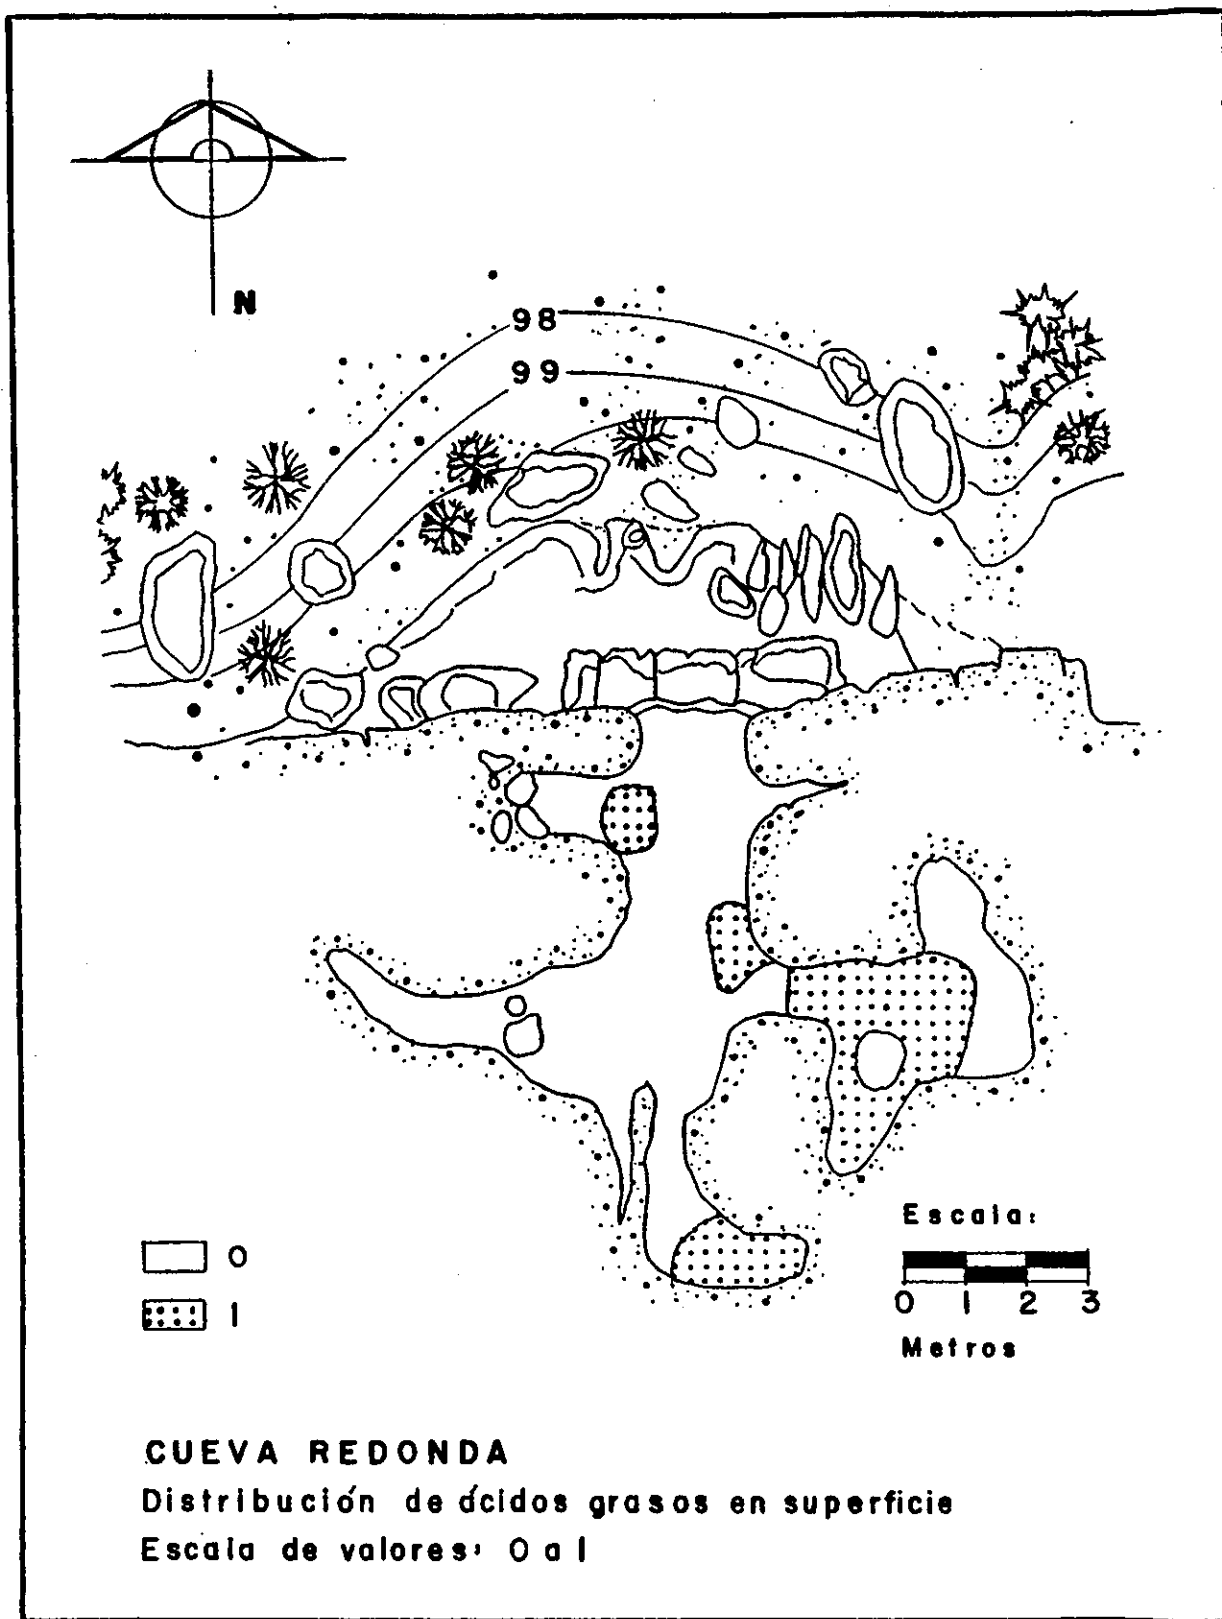 N
98
99
0
1
Escala:
0 1 2 3
Metros
CUEVA REDONDA
Distribución de ácidos grasos en superficie
Escala de valores: 0 a 1